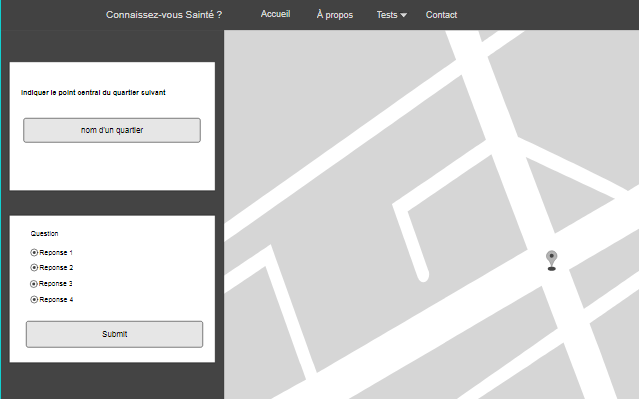 Connaissez-vous Sainté ?
Accueil
À propos
Tests
Contact
Indiquer le point central du quartier suivant
nom d'un quartier
Question
Reponse 1
Reponse 2
Reponse 3
Reponse 4
Submit